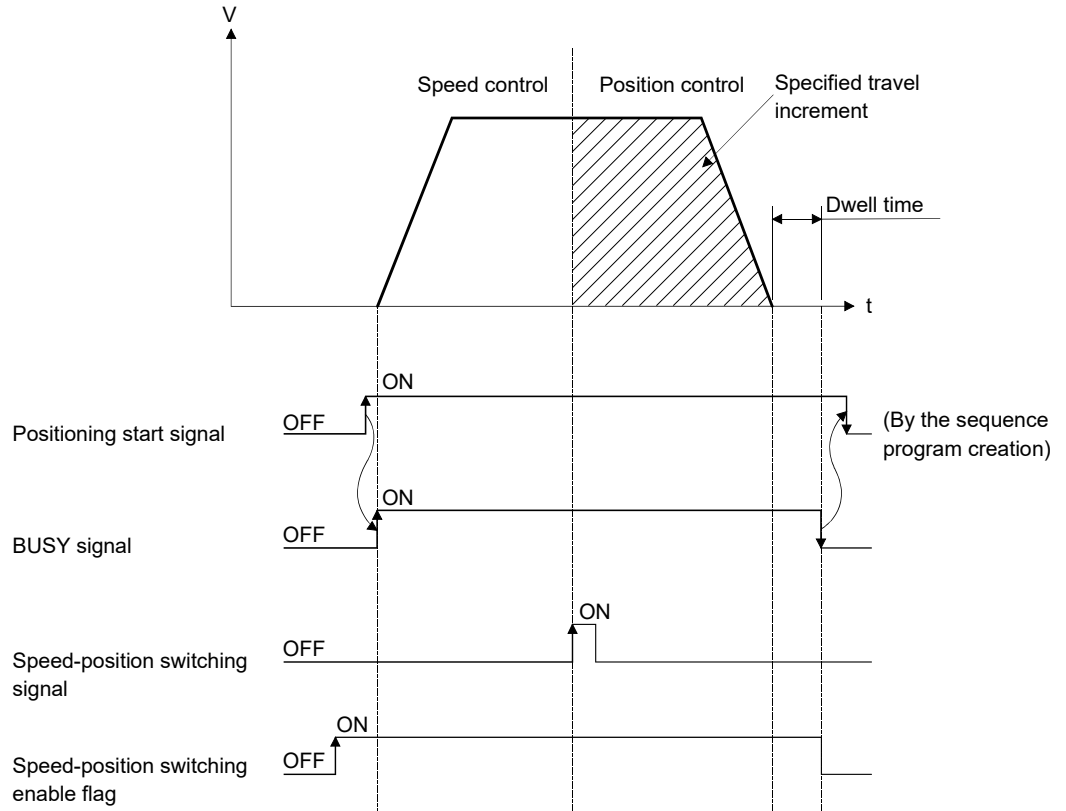 V
Speed control
Position control
Specified travel
increment
Dwell time
t
ON
OFF
Positioning start signal
(By the sequence
program creation)
ON
OFF
BUSY signal
ON
OFF
Speed-position switching
signal
ON
OFF
Speed-position switching
enable flag